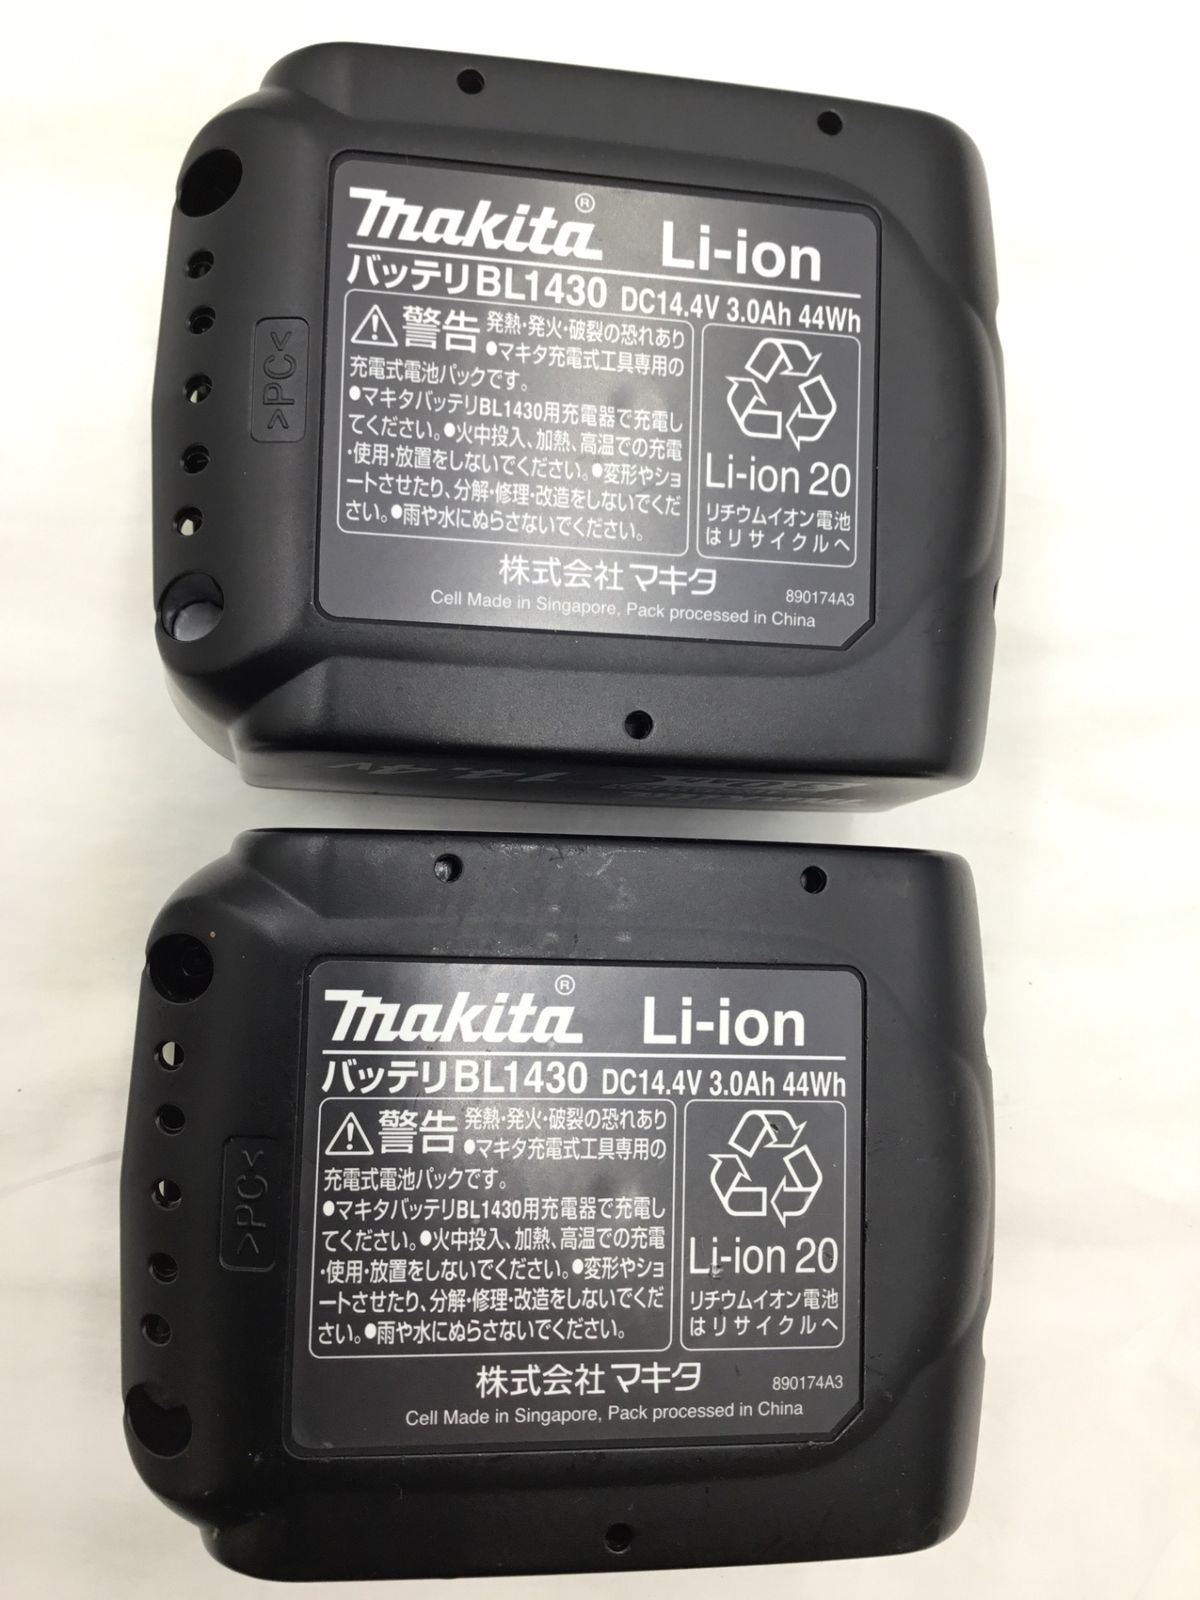 makita® Li-ion
バッテリBL1430 DC14.4V 3.0Ah 44Wh
警告 発熱・発火・破裂の恐れあり
●マキタ充電式工具専用の
充電式電池パックです。
●マキタバッテリBL1430用充電器で充電し
てください。●火中投入、加熱、高温での充電
・使用・放置をしないでください。●変形やショ
ートさせたり、分解・修理・改造をしないでくだ
さい。●雨や水にぬらさないでください。
Li-ion 20
リチウムイオン電池
はリサイクルへ
株式会社マキタ
890174A3
Cell Made in Singapore, Pack processed in China
>PC<
14.4V
makita® Li-ion
バッテリBL1430 DC14.4V 3.0Ah 44Wh
警告 発熱・発火・破裂の恐れあり
●マキタ充電式工具専用の
充電式電池パックです。
●マキタバッテリBL1430用充電器で充電し
てください。●火中投入、加熱、高温での充電
・使用・放置をしないでください。●変形やショ
ートさせたり、分解・修理・改造をしないでくだ
さい。●雨や水にぬらさないでください。
Li-ion 20
リチウムイオン電池
はリサイクルへ
株式会社マキタ
890174A3
Cell Made in Singapore, Pack processed in China
>PC<